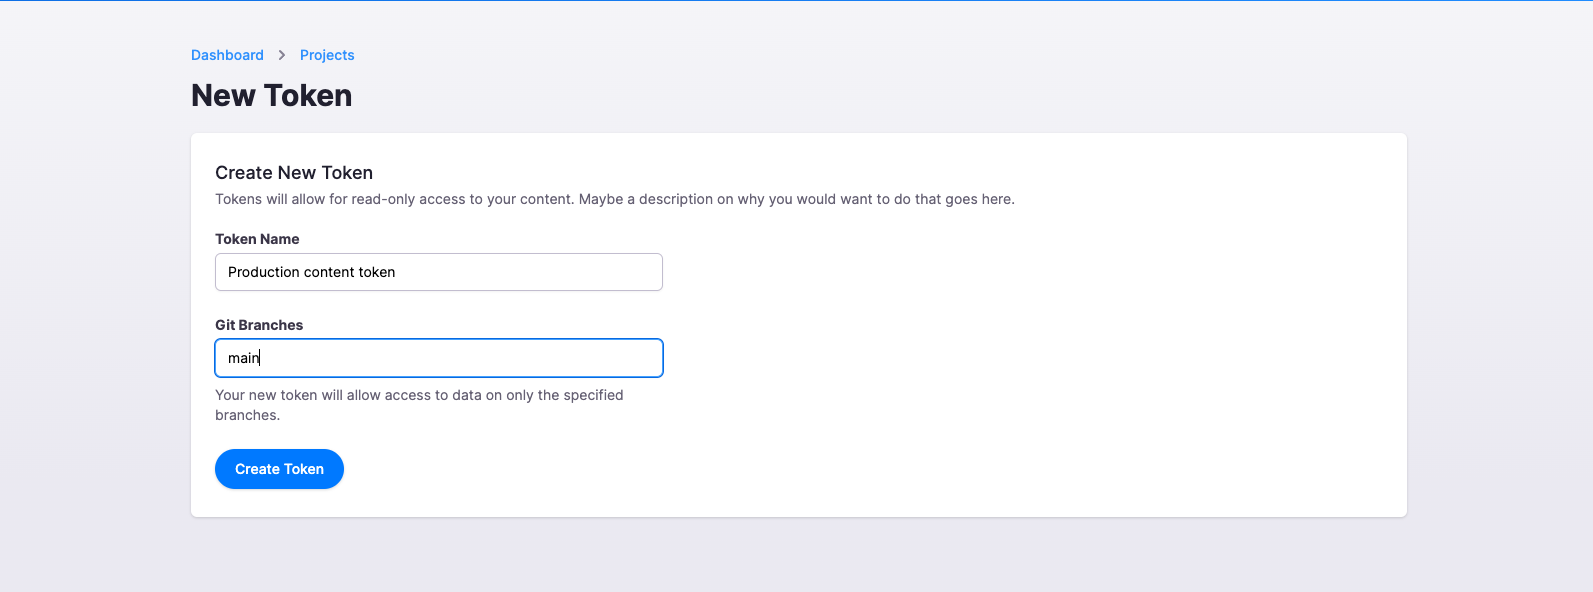 Dashboard > Projects
New Token
Create New Token
Tokens will allow for read-only access to your content. Maybe a description on why you would want to do that goes here.
Token Name
Production content token
Git Branches
main
Your new token will allow access to data on only the specified
branches.
Create Token